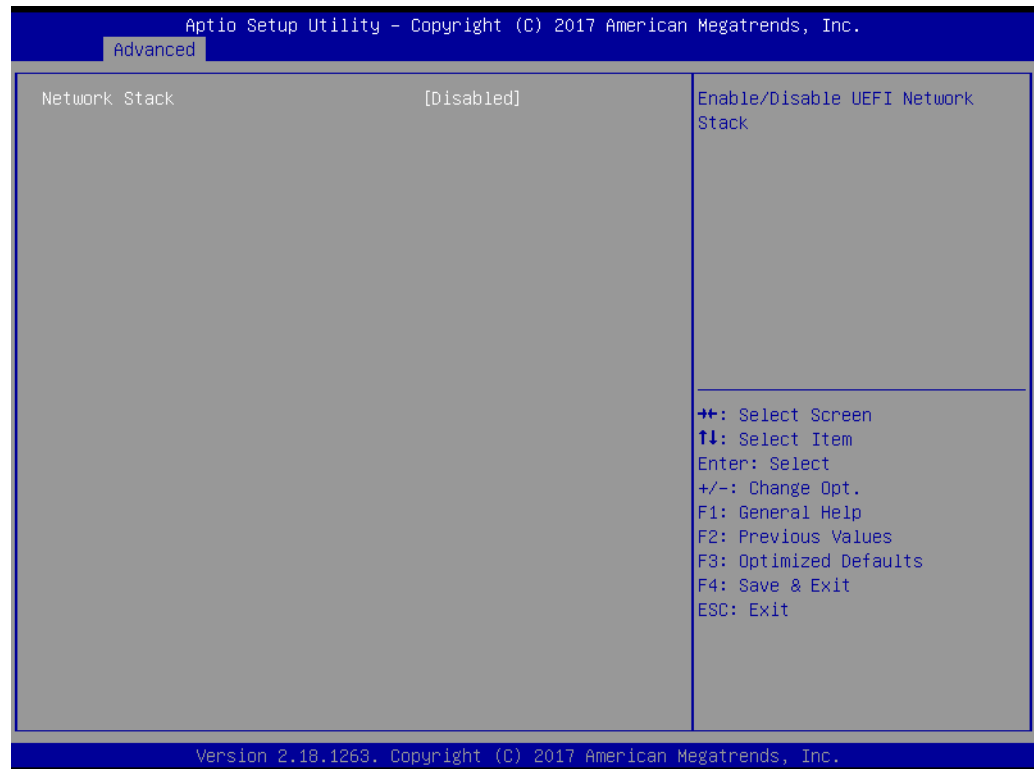 Aptio Setup Utility – Copyright (C) 2017 American Megatrends, Inc.
Advanced
Network Stack [Disabled]
Enable/Disable UEFI Network
Stack
→←: Select Screen
↑↓: Select Item
Enter: Select
+/-: Change Opt.
F1: General Help
F2: Previous Values
F3: Optimized Defaults
F4: Save & Exit
ESC: Exit
Version 2.18.1263. Copyright (C) 2017 American Megatrends, Inc.